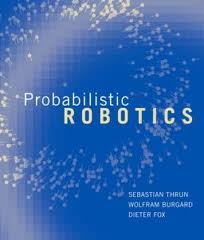 Probabilistic
ROBOTICS
SEBASTIAN THRUN
WOLFRAM BURGARD
DIETER FOX